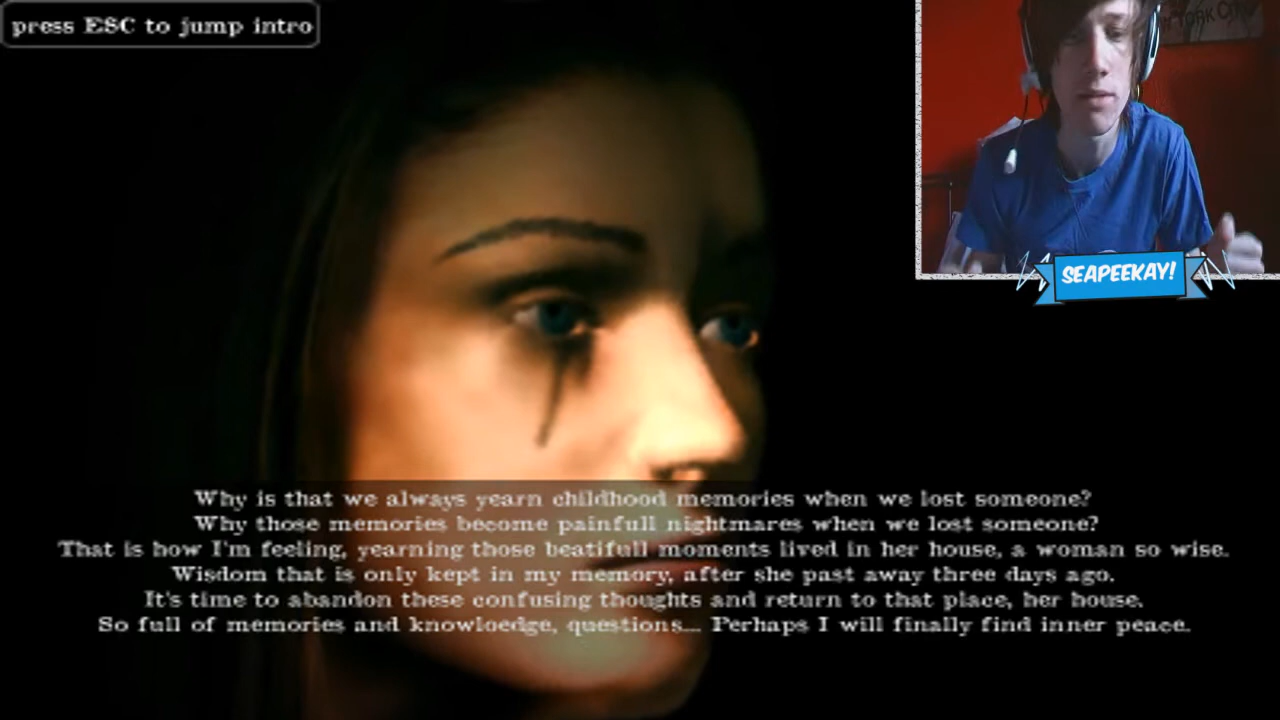 press ESC to jump intro
YORK CITY
SEAPEEKAY!
Why is that we always yearn childhood memories when we lost someone?
Why those memories become painfull nightmares when we lost someone?
That is how I'm feeling, yearning those beatifull moments lived in her house, a woman so wise.
Wisdom that is only kept in my memory, after she past away three days ago.
It's time to abandon these confusing thoughts and return to that place, her house.
So full of memories and knowloedge, questions... Perhaps I will finally find inner peace.